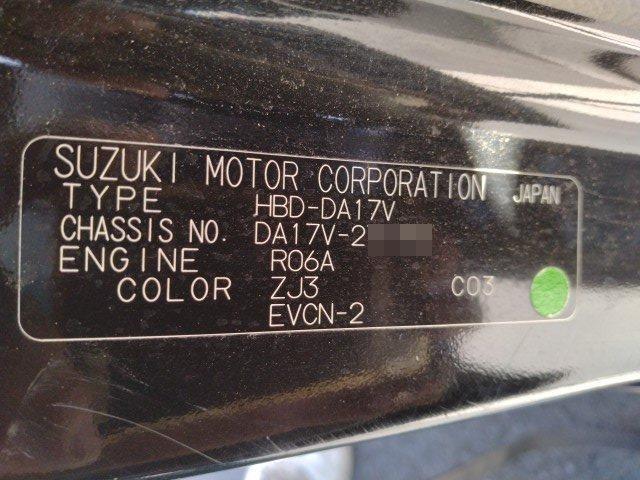 SUZUKI MOTOR CORPORATION JAPAN
TYPE HBD-DA17V
CHASSIS NO. DA17V-2
ENGINE R06A
COLOR ZJ3 C03
EVCN-2